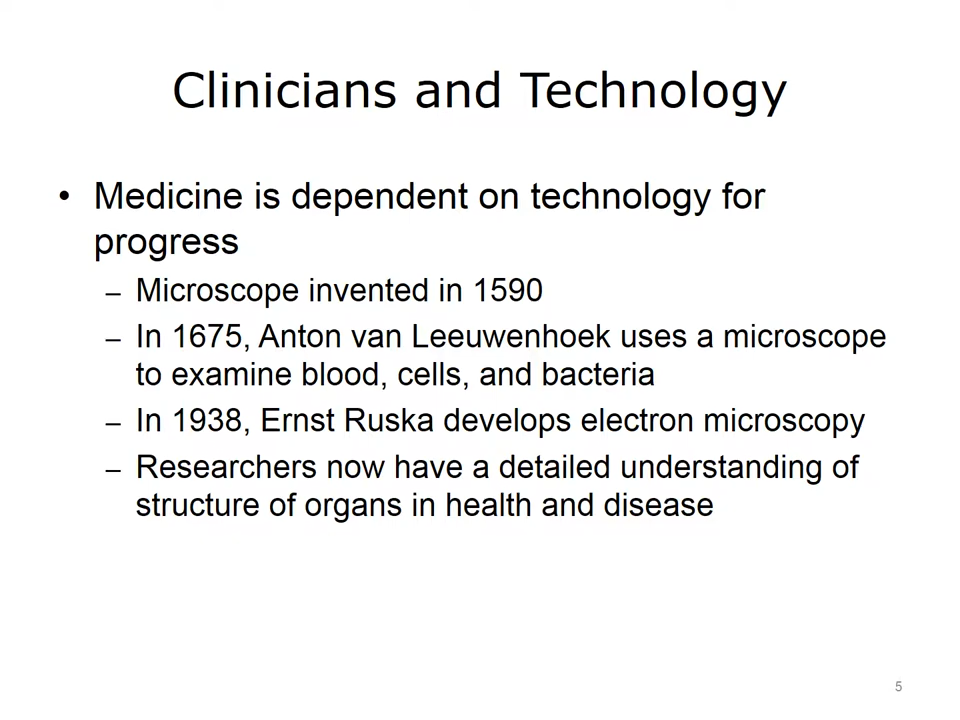 Clinicians and Technology
• Medicine is dependent on technology for
progress
– Microscope invented in 1590
– In 1675, Anton van Leeuwenhoek uses a microscope
to examine blood, cells, and bacteria
– In 1938, Ernst Ruska develops electron microscopy
– Researchers now have a detailed understanding of
structure of organs in health and disease
5